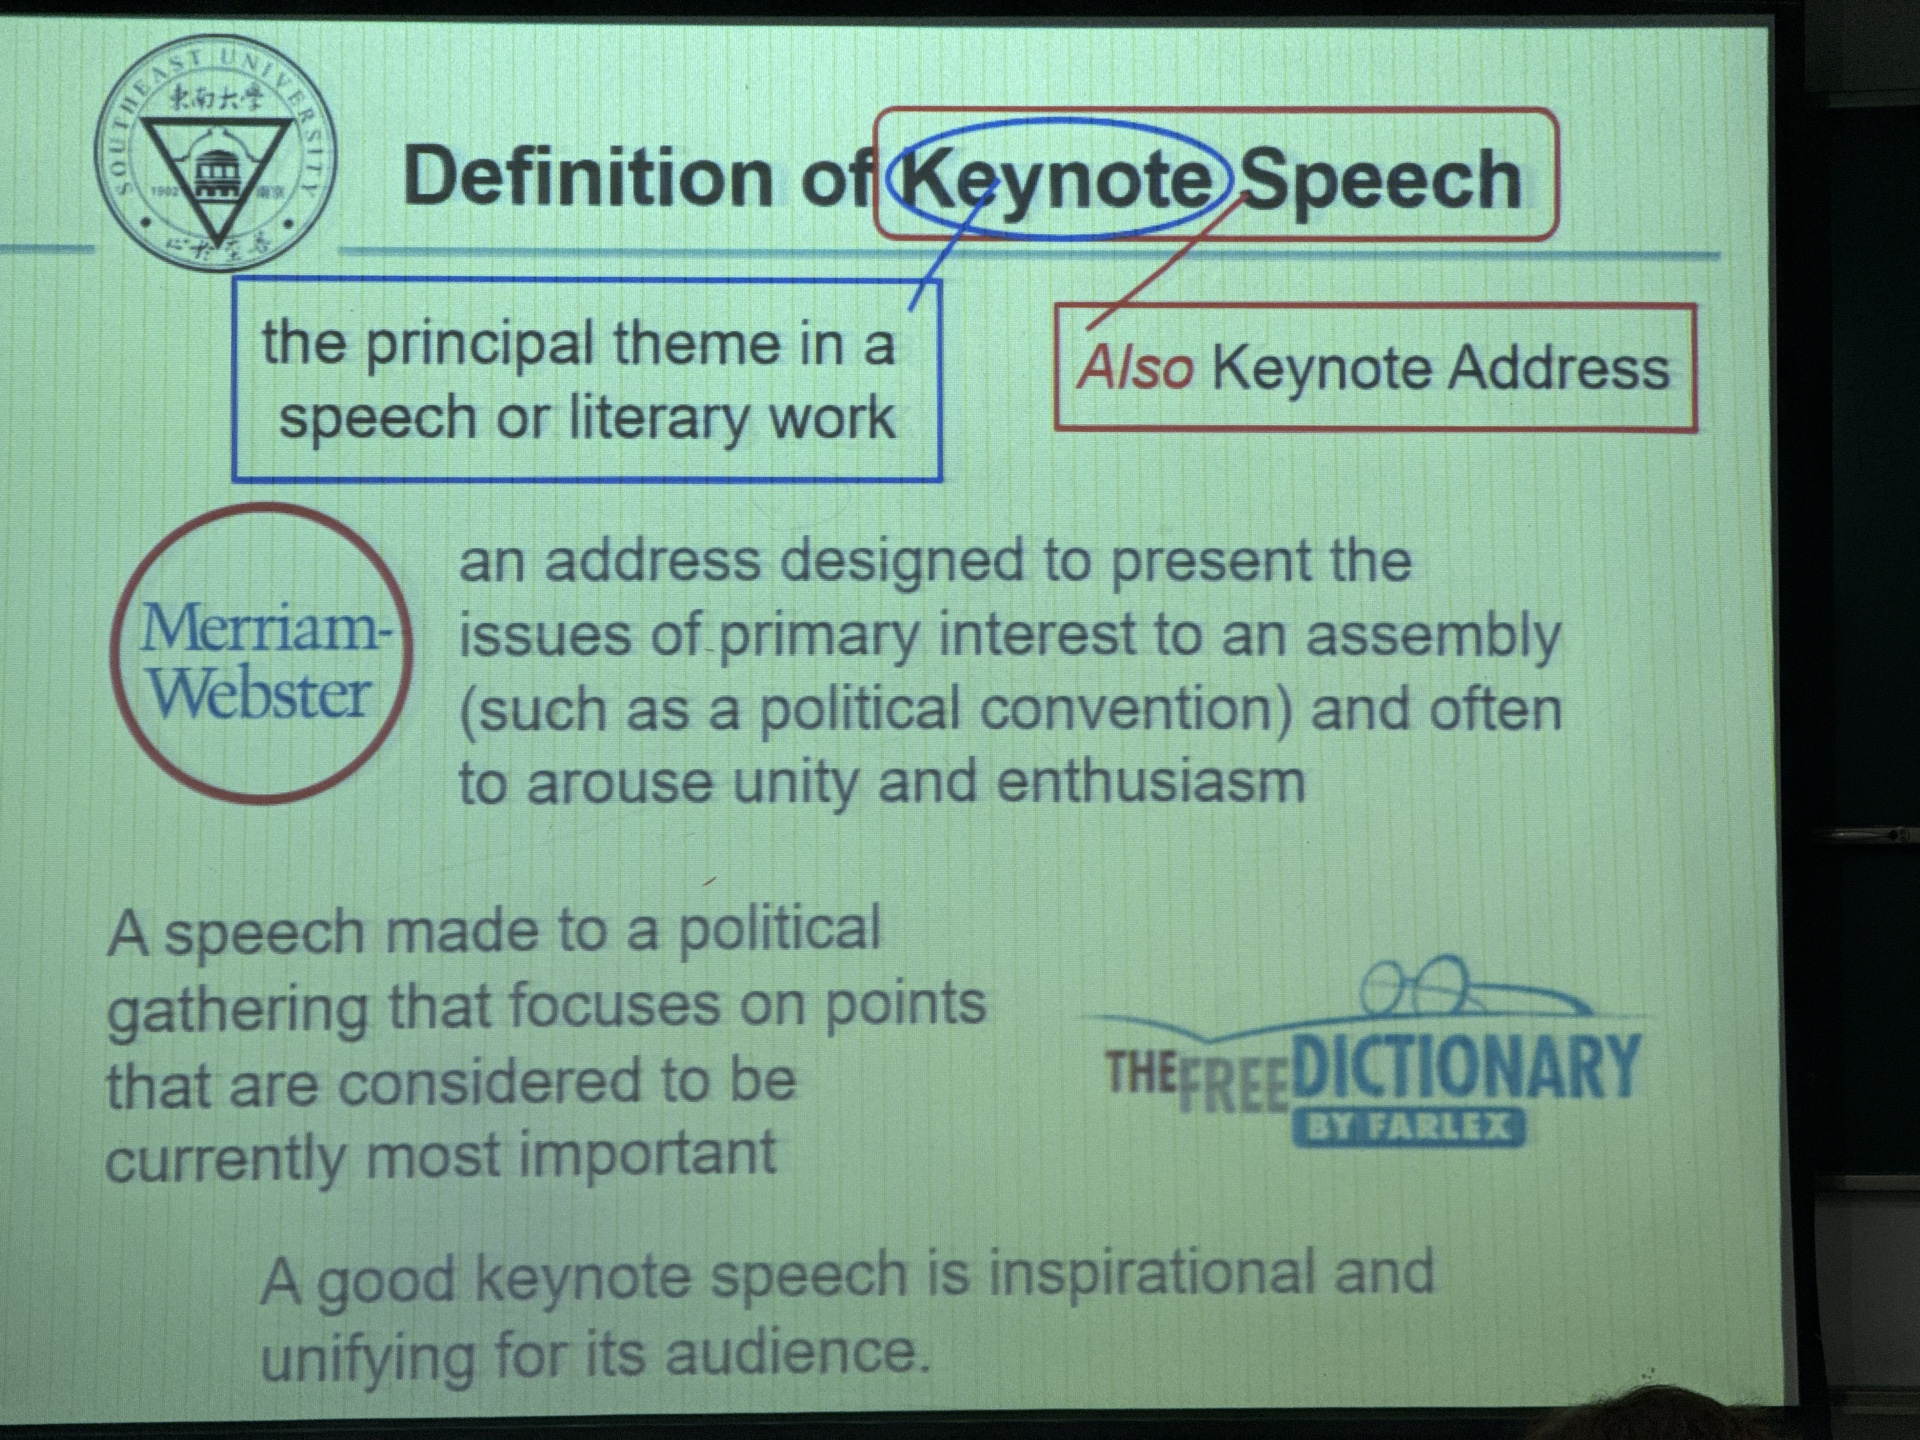 SOUTHEAST UNIVERSITY
東南大學
1902 南京
Definition of Keynote Speech
the principal theme in a
speech or literary work
Also Keynote Address
Merriam-
Webster
an address designed to present the
issues of primary interest to an assembly
(such as a political convention) and often
to arouse unity and enthusiasm
A speech made to a political
gathering that focuses on points
that are considered to be
currently most important
THE FREE DICTIONARY
BY FARLEX
A good keynote speech is inspirational and
unifying for its audience.